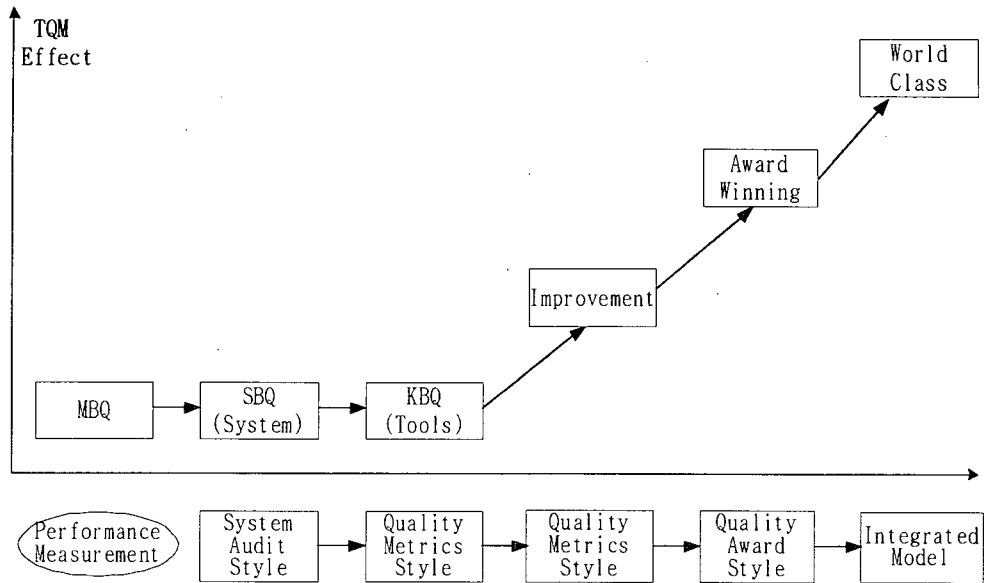 TQM
Effect
World
Class
Award
Winning
Improvement
MBQ
SBQ
(System)
KBQ
(Tools)
Performance
Measurement
System
Audit
Style
Quality
Metrics
Style
Quality
Metrics
Style
Quality
Award
Style
Integrated
Model